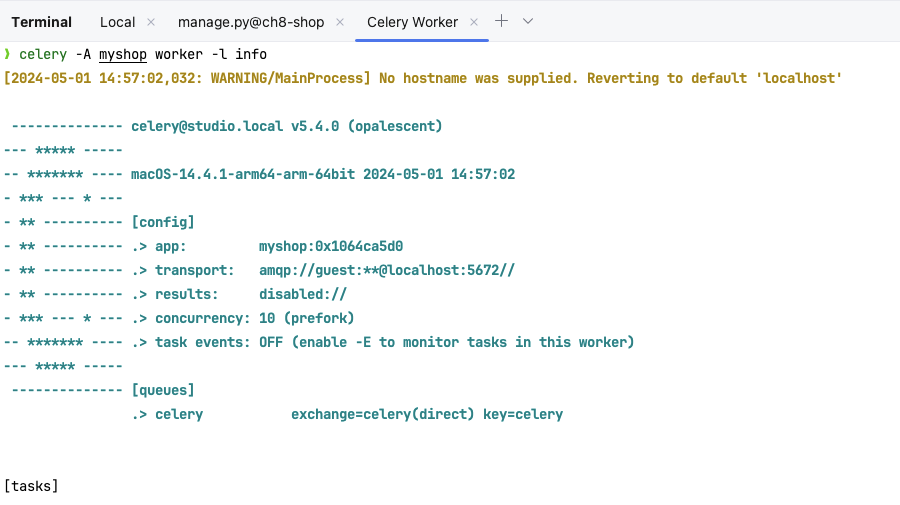 Terminal Local × manage.py@ch8-shop × Celery Worker ×
celery -A myshop worker -l info
[2024-05-01 14:57:02,032: WARNING/MainProcess] No hostname was supplied. Reverting to default 'localhost'
-------------- celery@studio.local v5.4.0 (opalescent)
--- ***** -----
-- ******* ---- macOS-14.4.1-arm64-arm-64bit 2024-05-01 14:57:02
- *** --- * ---
- ** ---------- [config]
- ** ---------- .> app:         myshop:0x1064ca5d0
- ** ---------- .> transport:   amqp://guest:**@localhost:5672//
- ** ---------- .> results:     disabled://
- *** --- * --- .> concurrency: 10 (prefork)
-- ******* ---- .> task events: OFF (enable -E to monitor tasks in this worker)
--- ***** -----
-------------- [queues]
.> celery           exchange=celery(direct) key=celery
[tasks]